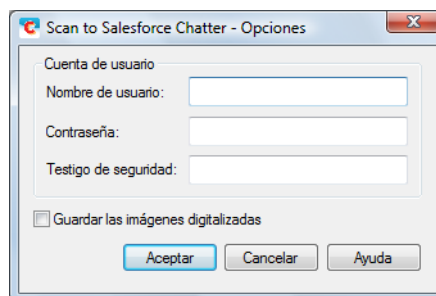 Scan to Salesforce Chatter - Opciones
Cuenta de usuario
Nombre de usuario:
Contraseña:
Testigo de seguridad:
Guardar las imágenes digitalizadas
Aceptar Cancelar Ayuda